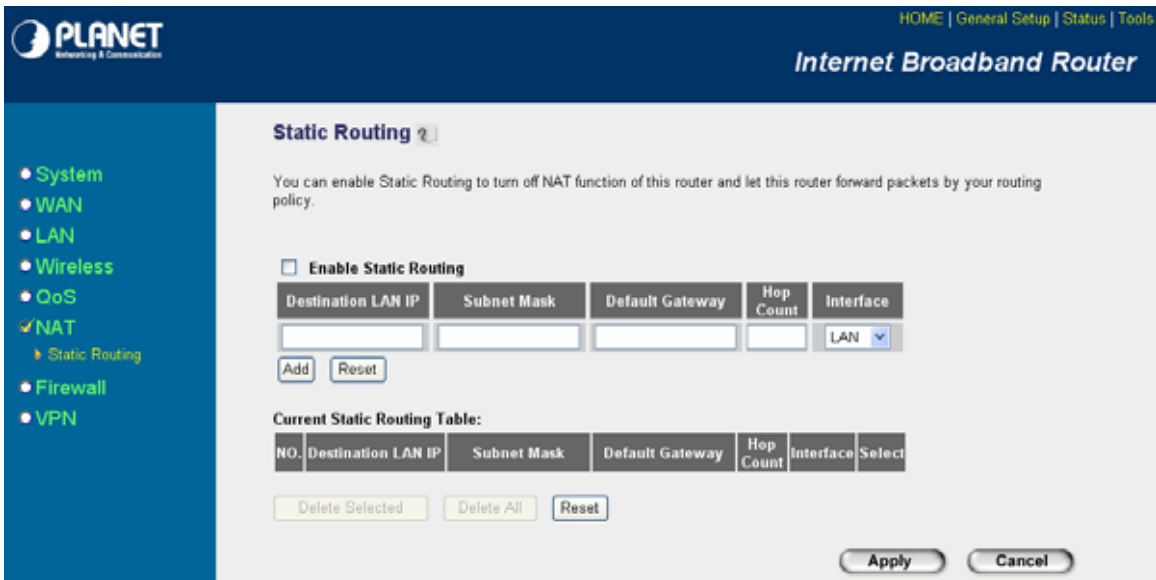 HOME | General Setup | Status | Tools
PLANET
Networking & Communication
Internet Broadband Router
System
WAN
LAN
Wireless
QoS
NAT
Static Routing
Firewall
VPN
Static Routing ?
You can enable Static Routing to turn off NAT function of this router and let this router forward packets by your routing
policy.
Enable Static Routing
Destination LAN IP Subnet Mask Default Gateway Hop Count Interface
LAN
Add Reset
Current Static Routing Table:
NO. Destination LAN IP Subnet Mask Default Gateway Hop Count Interface Select
Delete Selected Delete All Reset
Apply Cancel